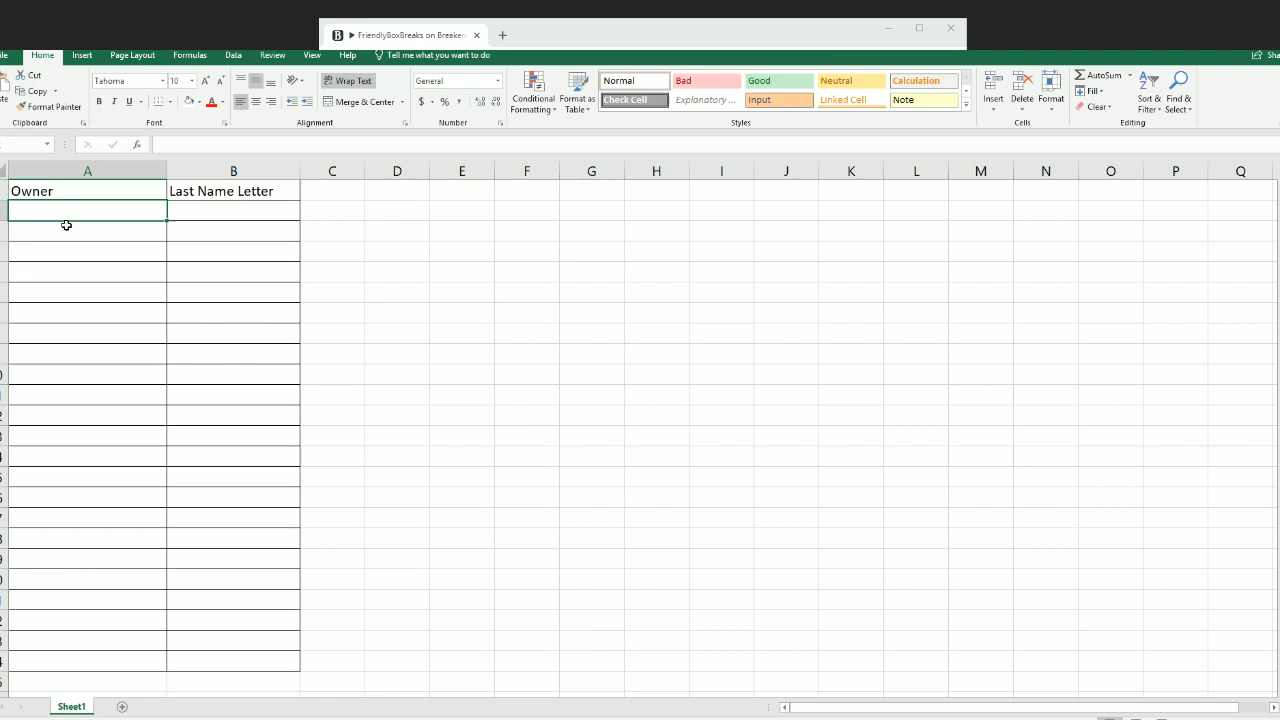 FriendlyBoxBreaks on Breaker
Home Insert Page Layout Formulas Data Review View Help Tell me what you want to do
Cut
Copy
Format Painter
Clipboard
Tahoma 10
B I U A
Font
Wrap Text
Merge & Center
Alignment
General
$ % ,
Number
Conditional Formatting
Format as Table
Normal Bad Good Neutral Calculation
Check Cell Explanatory ... Input Linked Cell Note
Styles
Insert Delete Format
Cells
AutoSum
Fill
Clear
Sort & Filter
Find & Select
Editing
fx
A B C D E F G H I J K L M N O P Q
Owner Last Name Letter
Sheet1